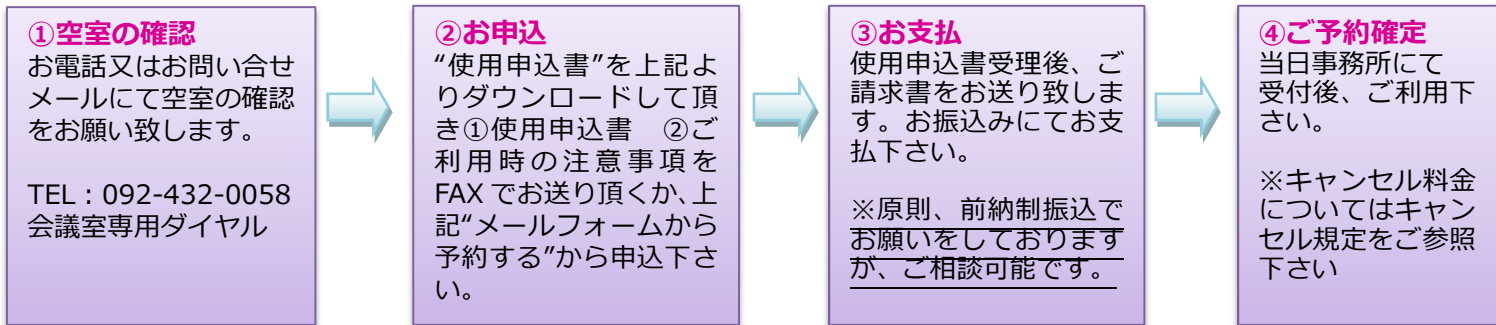 ①空室の確認
お電話又はお問い合せ
メールにて空室の確認
をお願い致します。
TEL:092-432-0058
会議室専用ダイヤル
②お申込
“使用申込書”を上記よ
りダウンロードして頂
き①使用申込書　②ご
利用時の注意事項を
FAX でお送り頂くか、上
記“メールフォームから
予約する”から申込下さ
い。
③お支払
使用申込書受理後、ご
請求書をお送り致しま
す。お振込みにてお支
払下さい。
※原則、前納制振込で
お願いをしております
が、ご相談可能です。
④ご予約確定
当日事務所にて
受付後、ご利用下
さい。
※キャンセル料金
についてはキャン
セル規定をご参照
下さい